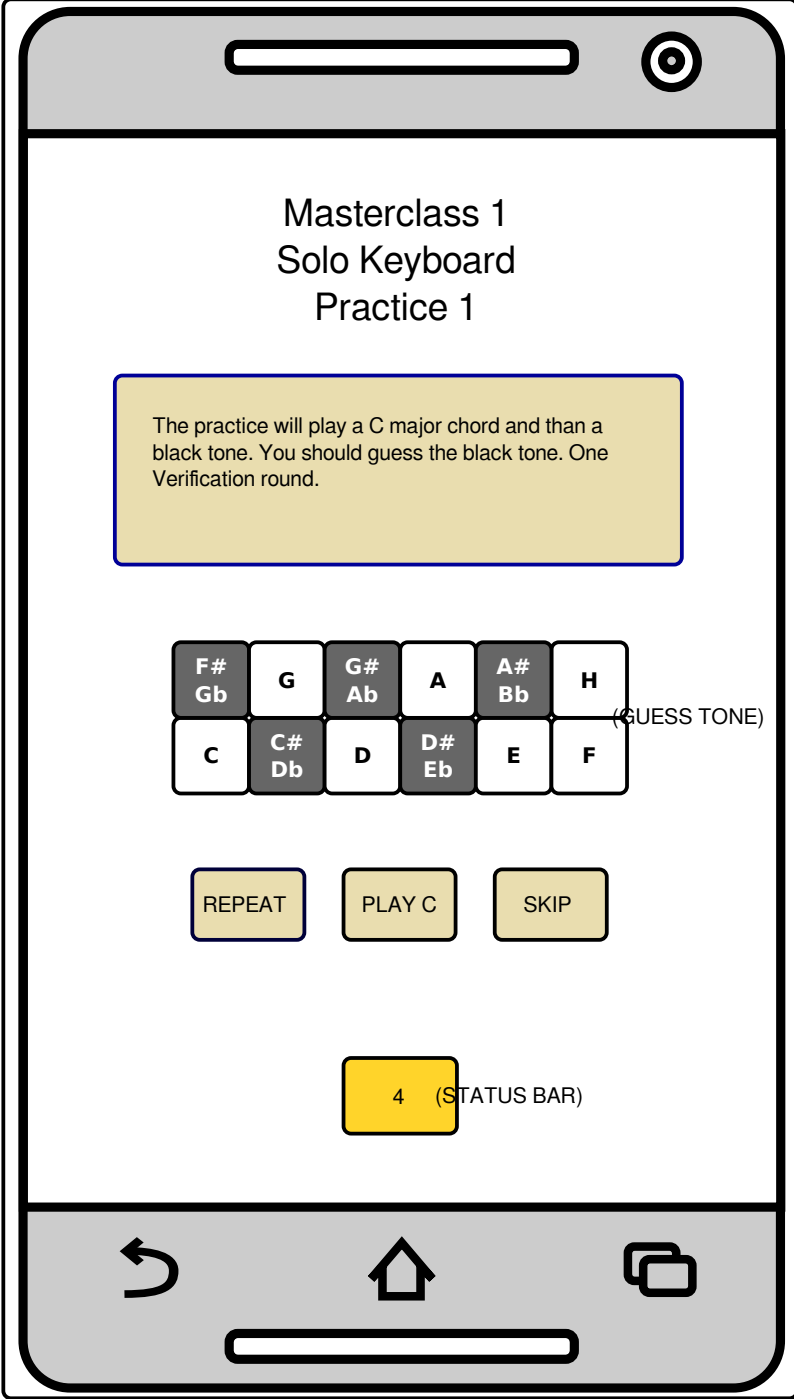 Masterclass 1
Solo Keyboard
Practice 1
The practice will play a C major chord and than a
black tone. You should guess the black tone. One
Verification round.
F# G G# A A# H
Gb Ab Bb
(GUESS TONE)
C C# D D# E F
Db Eb
REPEAT PLAY C SKIP
4 (STATUS BAR)